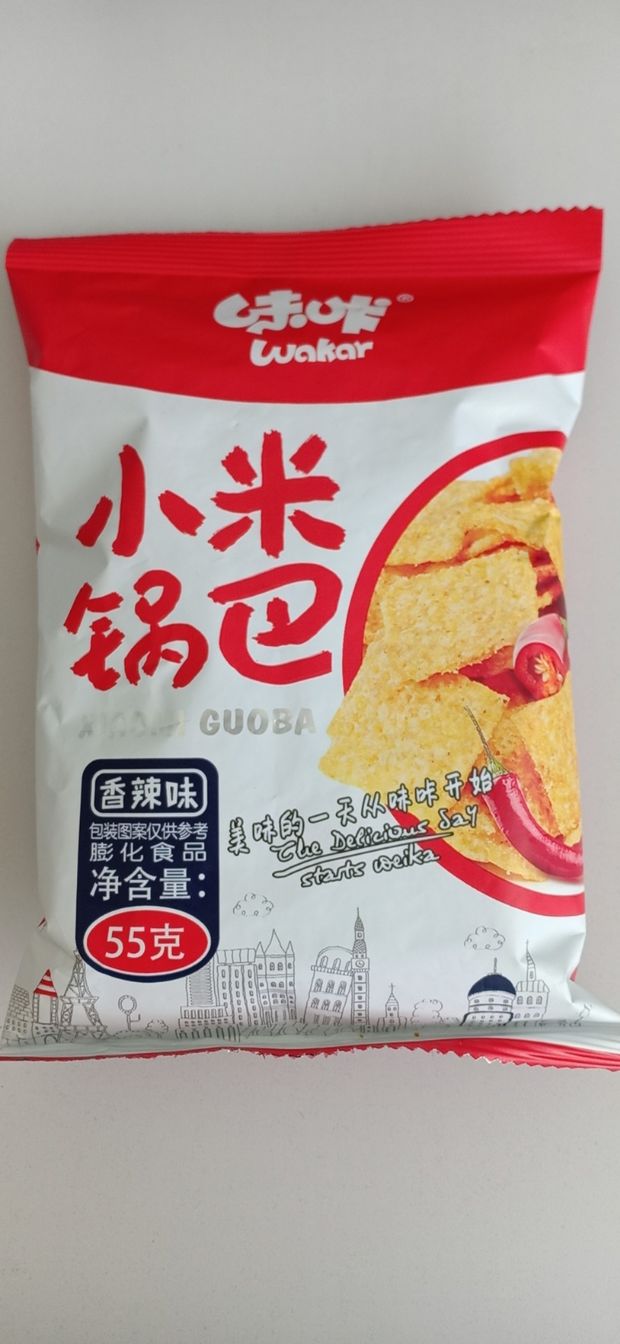 味咔®
Wakar
小米
锅巴
XIAOMI GUOBA
香辣味
包装图案仅供参考
膨化食品
净含量:
55克
美味的一天从味咔开始
The Delicious day
starts weika